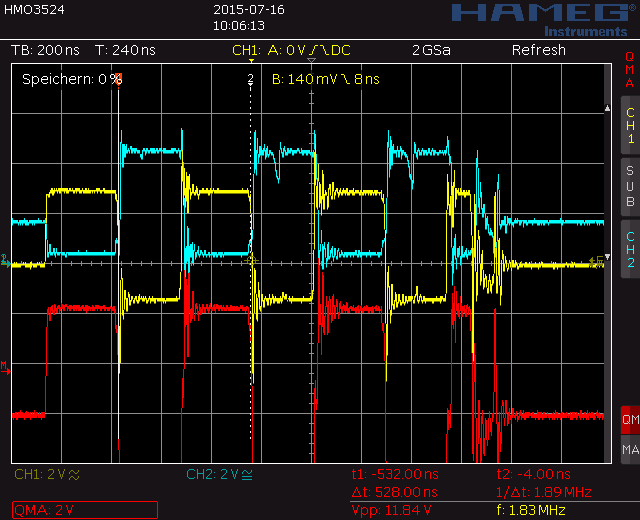 HMO3524 2015-07-16 HAMEG
10:06:13 Instruments
TB: 200 ns T: 240 ns CH1: A: 0 V DC 2 GSa Refresh
Speichern: 0 % 2 B: 140 mV 8 ns
QMA
CH1
SUB
CH2
QM
MA
CH1: 2 V CH2: 2 V t1: -532.00 ns t2: -4.00 ns
Δt: 528.00 ns 1/Δt: 1.89 MHz
QMA: 2 V Vpp: 11.84 V f: 1.83 MHz